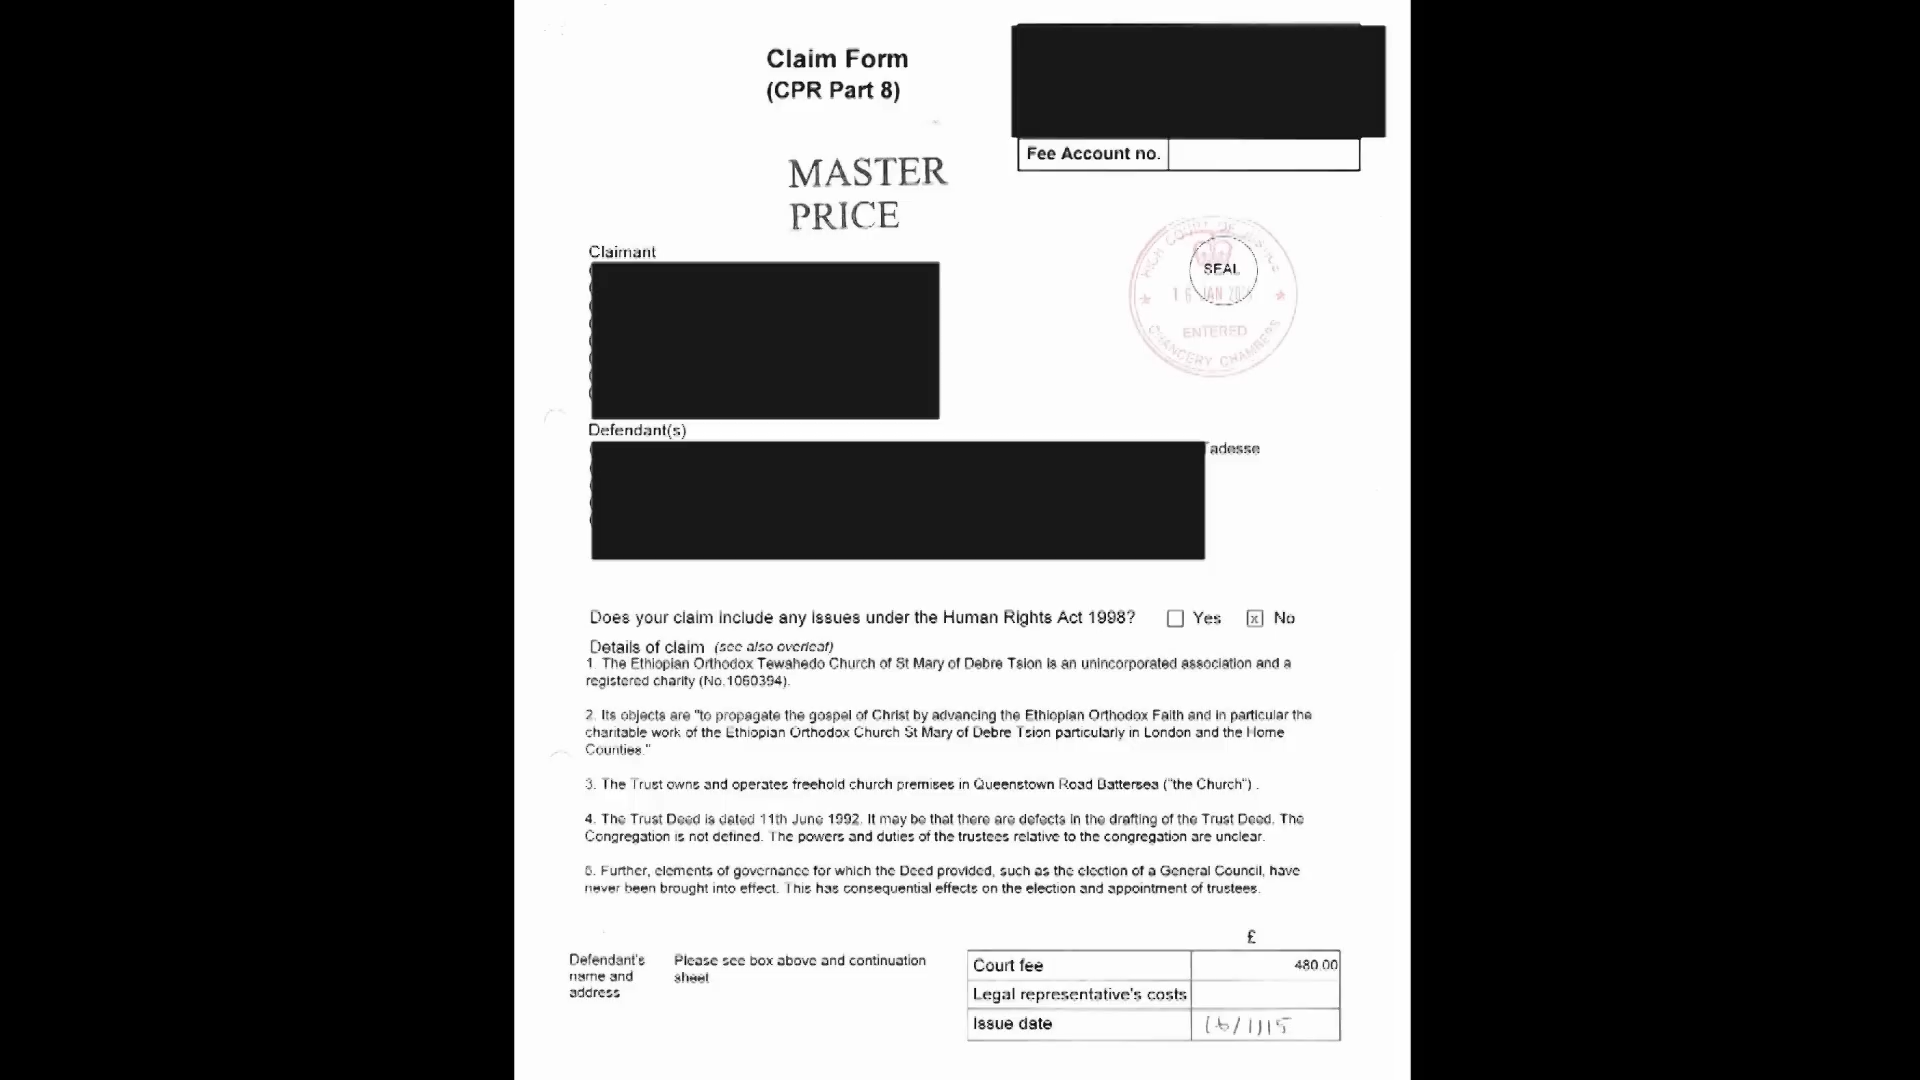 Claim Form
(CPR Part 8)
Fee Account no.
MASTER
PRICE
HIGH COURT OF JUSTICE
SEAL
16 JAN
ENTERED
CHANCERY CHAMBERS
Claimant
Defendant(s)
adesse
Does your claim include any issues under the Human Rights Act 1998? Yes x No
Details of claim (see also overleaf)
1. The Ethiopian Orthodox Tewahedo Church of St Mary of Debre Tsion is an unincorporated association and a
registered charity (No.1060394).
2. Its objects are "to propagate the gospel of Christ by advancing the Ethiopian Orthodox Faith and in particular the
charitable work of the Ethiopian Orthodox Church St Mary of Debre Tsion particularly in London and the Home
Counties."
3. The Trust owns and operates freehold church premises in Queenstown Road Battersea ("the Church") .
4. The Trust Deed is dated 11th June 1992. It may be that there are defects in the drafting of the Trust Deed. The
Congregation is not defined. The powers and duties of the trustees relative to the congregation are unclear.
5. Further, elements of governance for which the Deed provided, such as the election of a General Council, have
never been brought into effect. This has consequential effects on the election and appointment of trustees.
£
Defendant's
name and
address
Please see box above and continuation
sheet
Court fee 480.00
Legal representative's costs
Issue date 16/1/15